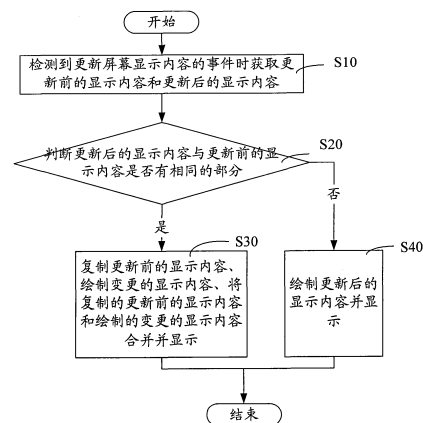 开始
检测到更新屏幕显示内容的事件时获取更
新前的显示内容和更新后的显示内容
S10
判断更新后的显示内容与更新前的显
示内容是否有相同的部分
S20
是
否
复制更新前的显示内容、
绘制变更的显示内容、将
复制的更新前的显示内容
和绘制的变更的显示内容
合并并显示
S30
绘制更新后的
显示内容并显
示
S40
结束